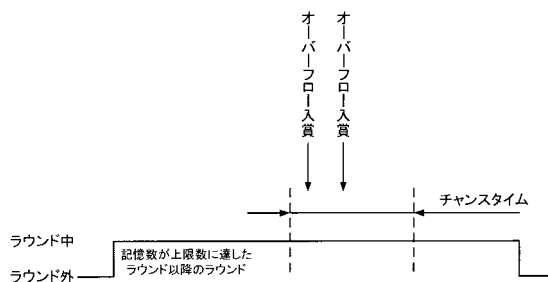 オーバーフロー入賞
オーバーフロー入賞
チャンスタイム
ラウンド中
記憶数が上限数に達した
ラウンド以降のラウンド
ラウンド外